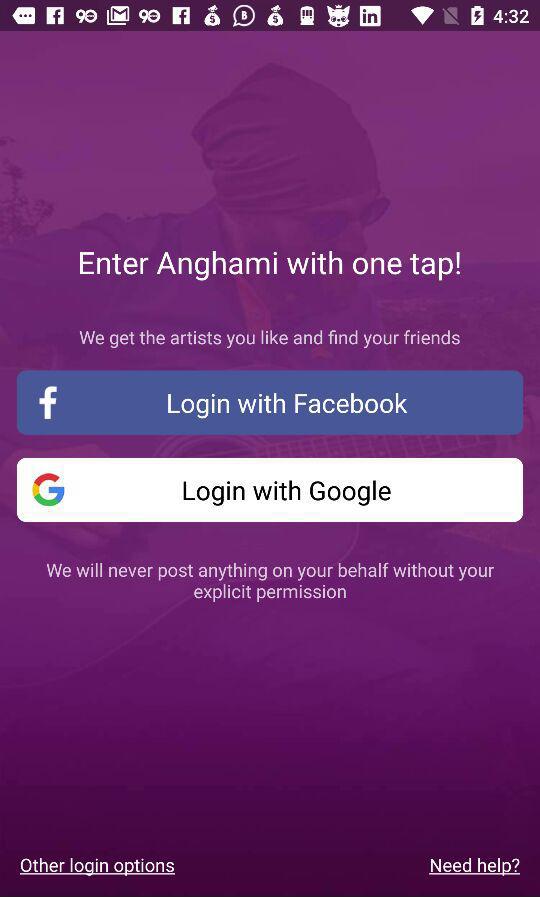 4:32
Enter Anghami with one tap!
We get the artists you like and find your friends
Login with Facebook
Login with Google
We will never post anything on your behalf without your
explicit permission
Other login options
Need help?